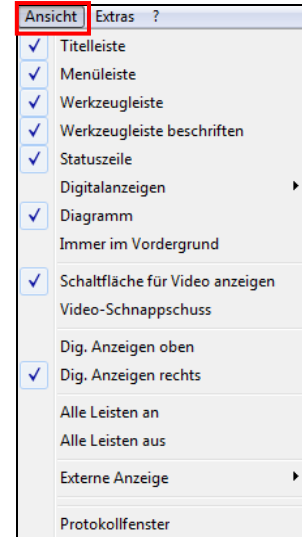 Ansicht Extras ?
Titelleiste
Menüleiste
Werkzeugleiste
Werkzeugleiste beschriften
Statuszeile
Digitalanzeigen
Diagramm
Immer im Vordergrund
Schaltfläche für Video anzeigen
Video-Schnappschuss
Dig. Anzeigen oben
Dig. Anzeigen rechts
Alle Leisten an
Alle Leisten aus
Externe Anzeige
Protokollfenster